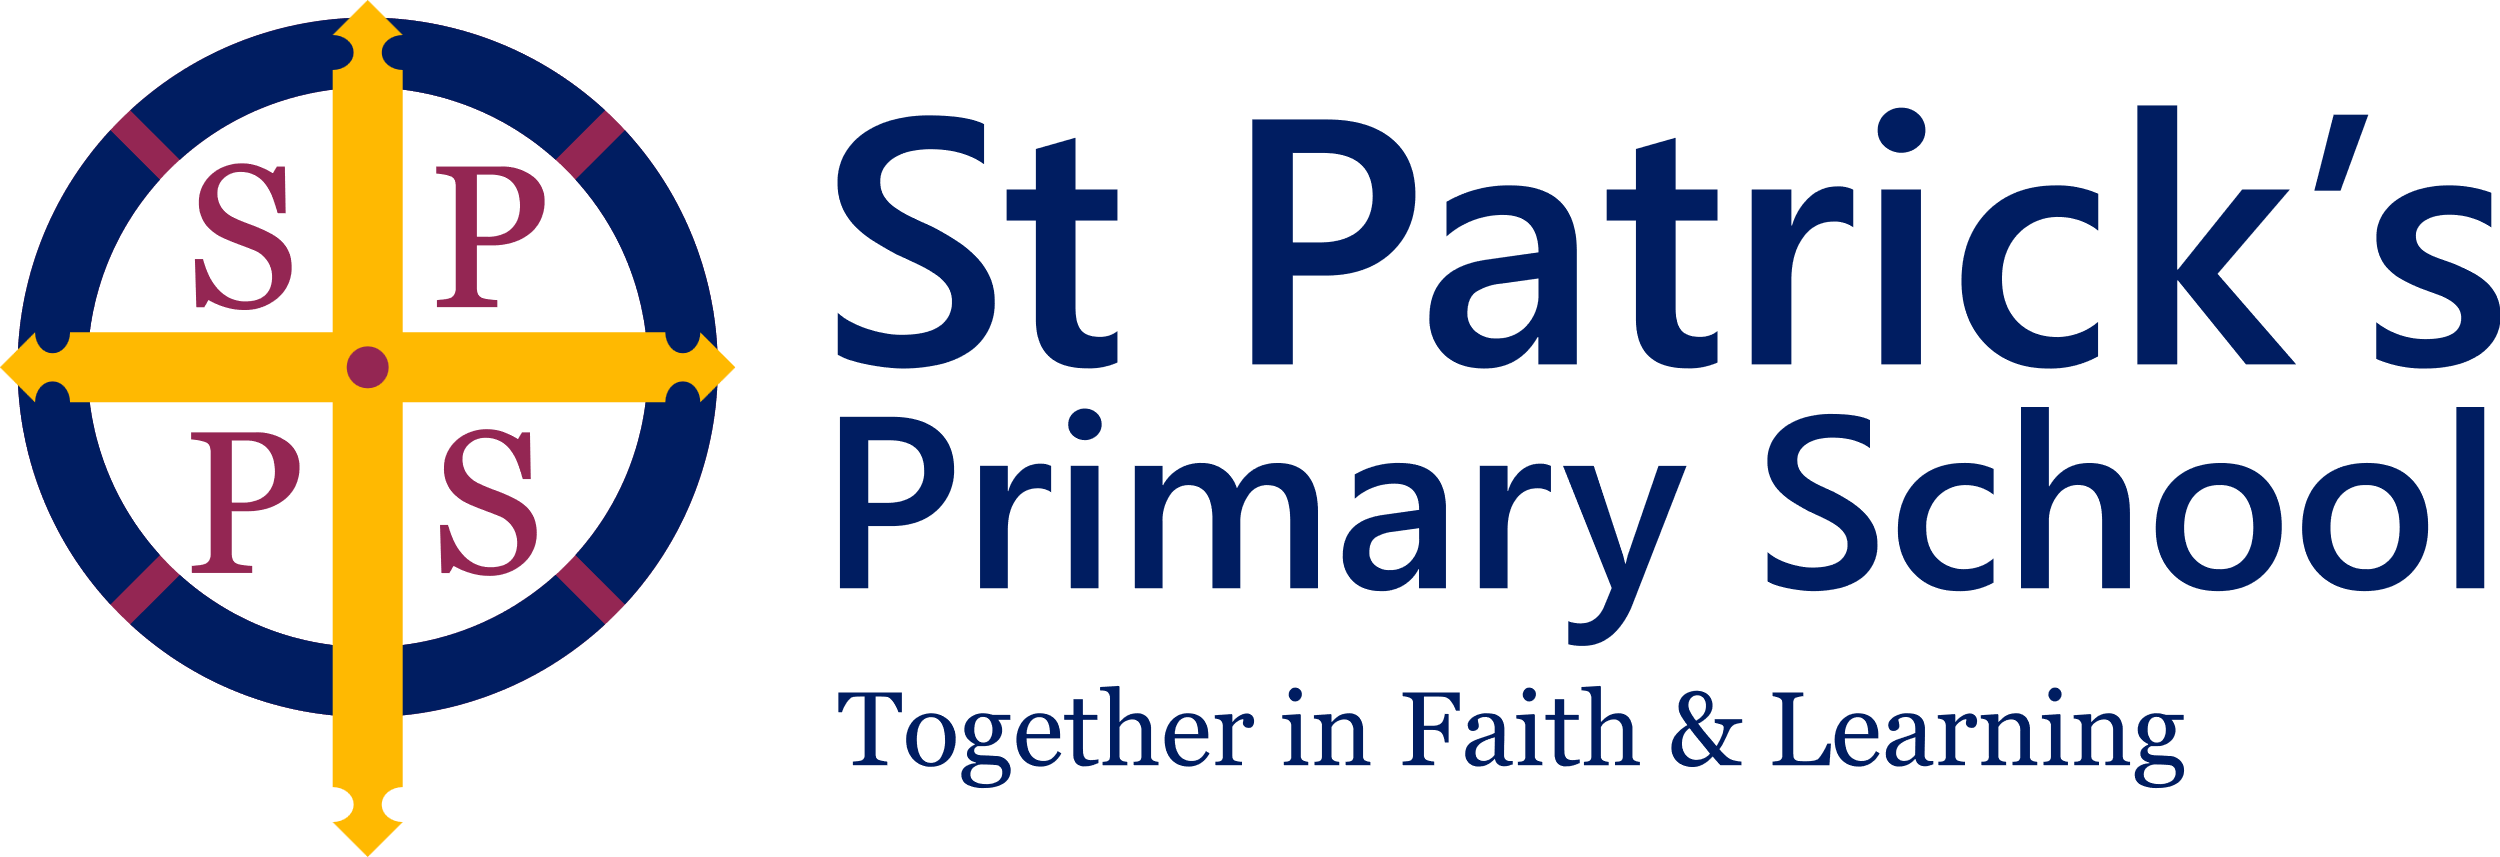 S P
P S
St Patrick's
Primary School
Together in Faith & Learning